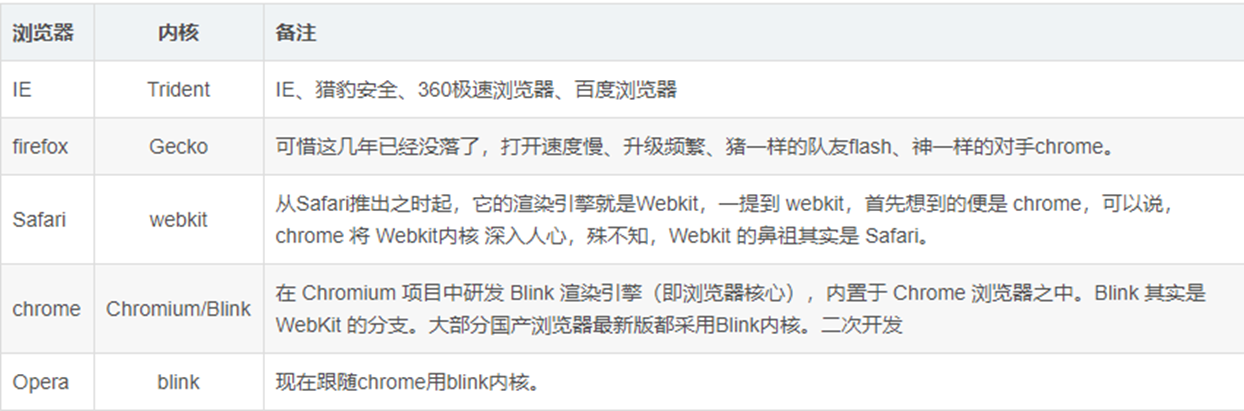 浏览器 内核 备注
IE Trident IE、猎豹安全、360极速浏览器、百度浏览器
firefox Gecko 可惜这几年已经没落了，打开速度慢、升级频繁、猪一样的队友flash、神一样的对手chrome。
Safari webkit 从Safari推出之时起，它的渲染引擎就是Webkit，一提到 webkit，首先想到的便是 chrome，可以说，
chrome 将 Webkit内核 深入人心，殊不知，Webkit 的鼻祖其实是 Safari。
chrome Chromium/Blink 在 Chromium 项目中研发 Blink 渲染引擎（即浏览器核心），内置于 Chrome 浏览器之中。Blink 其实是
WebKit 的分支。大部分国产浏览器最新版都采用Blink内核。二次开发
Opera blink 现在跟随chrome用blink内核。